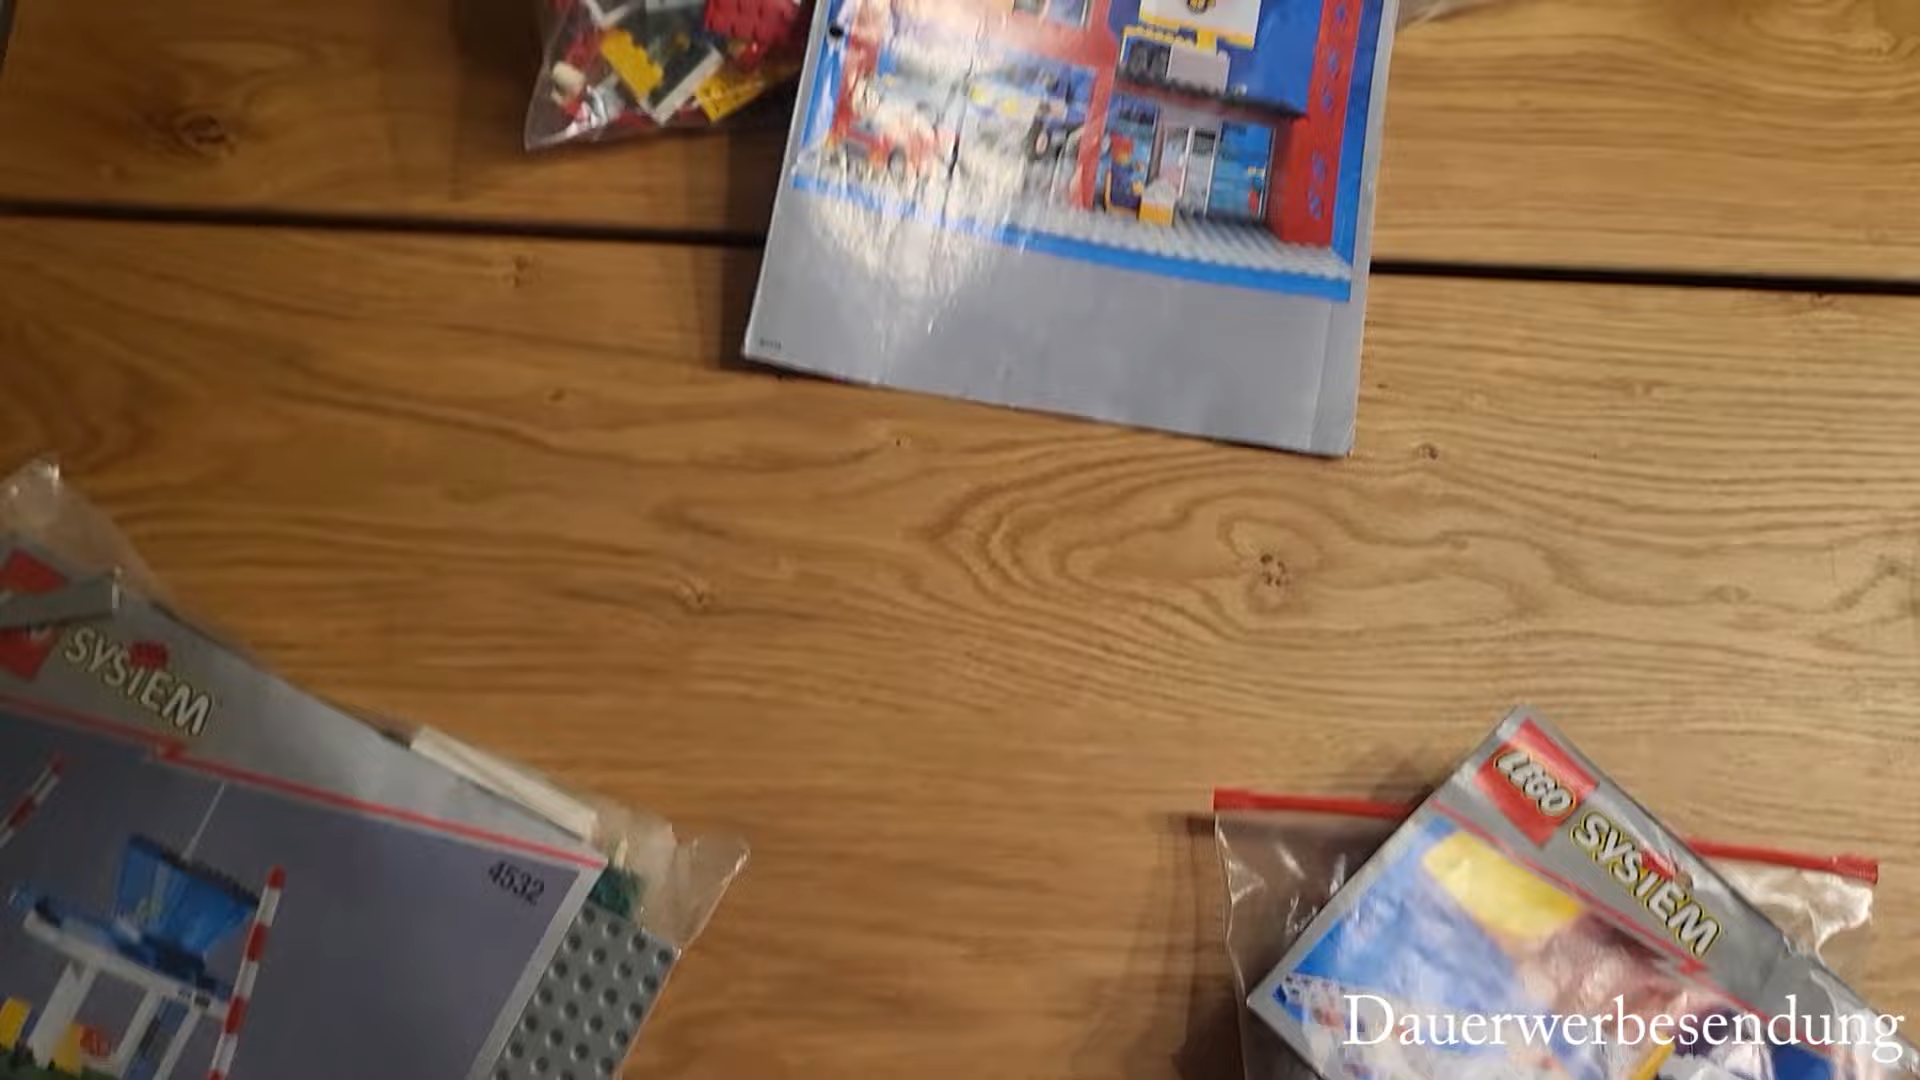 SYSTEM
4532
LEGO
SYSTEM
Dauerwerbesendung